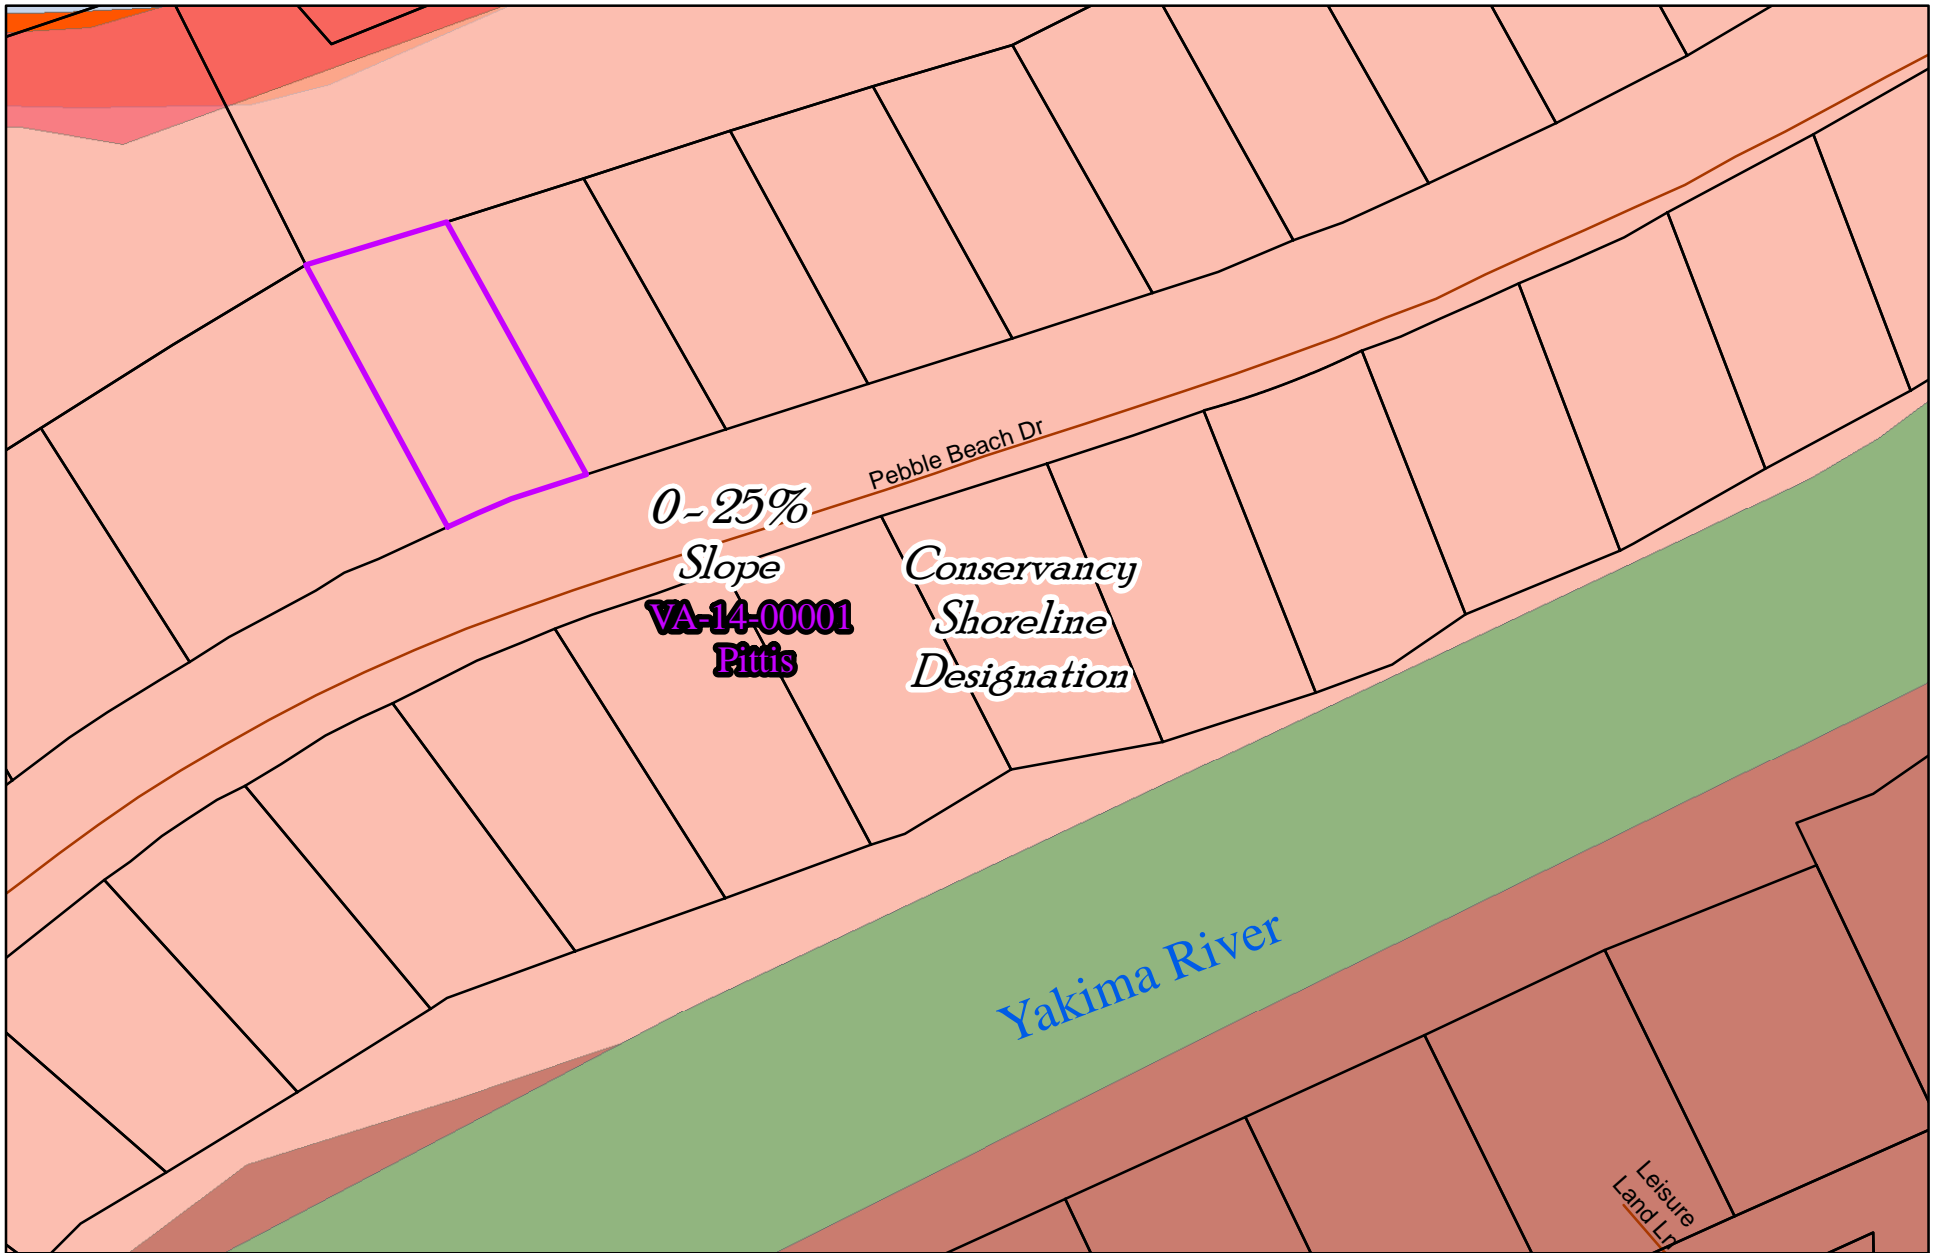 Pebble Beach Dr
0-25%
Slope
VA-14-00001
Pittis
Conservancy
Shoreline
Designation
Yakima River
Leisure
Land Ln